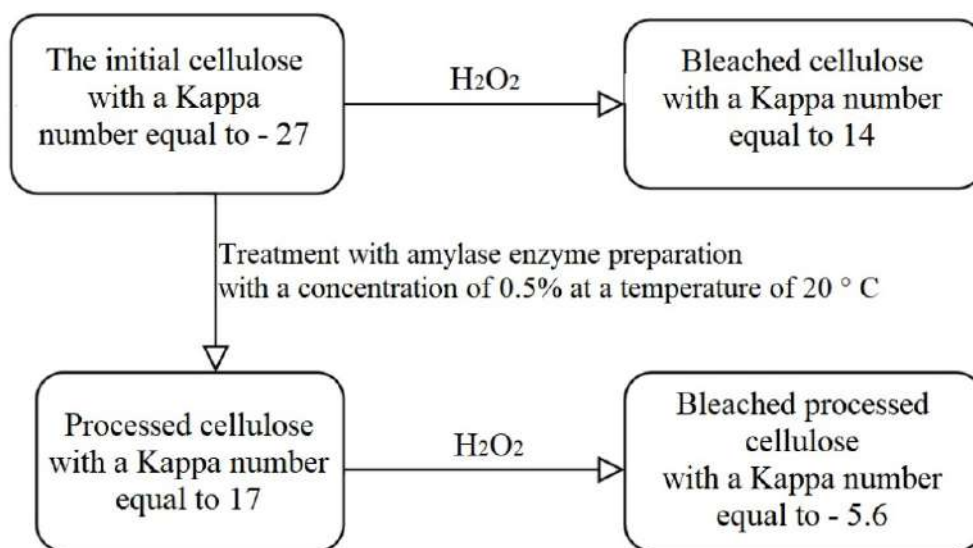 The initial cellulose
with a Kappa
number equal to - 27
H2O2
Bleached cellulose
with a Kappa number
equal to 14
Treatment with amylase enzyme preparation
with a concentration of 0.5% at a temperature of 20 ° C
Processed cellulose
with a Kappa number
equal to 17
H2O2
Bleached processed
cellulose
with a Kappa number
equal to - 5.6